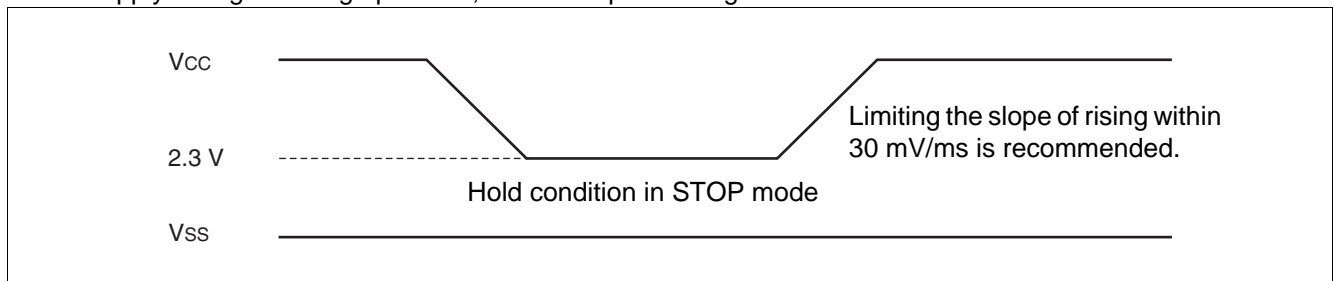 Vcc
Limiting the slope of rising within
30 mV/ms is recommended.
2.3 V
Hold condition in STOP mode
Vss